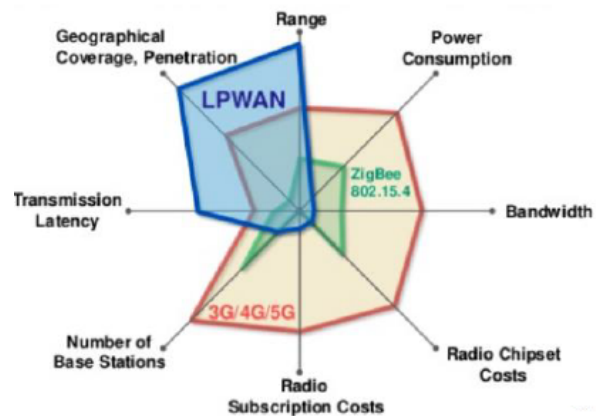 Range
Geographical
Coverage, Penetration
Power
Consumption
LPWAN
ZigBee
802.15.4
Transmission
Latency
Bandwidth
3G/4G/5G
Number of
Base Stations
Radio Chipset
Costs
Radio
Subscription Costs